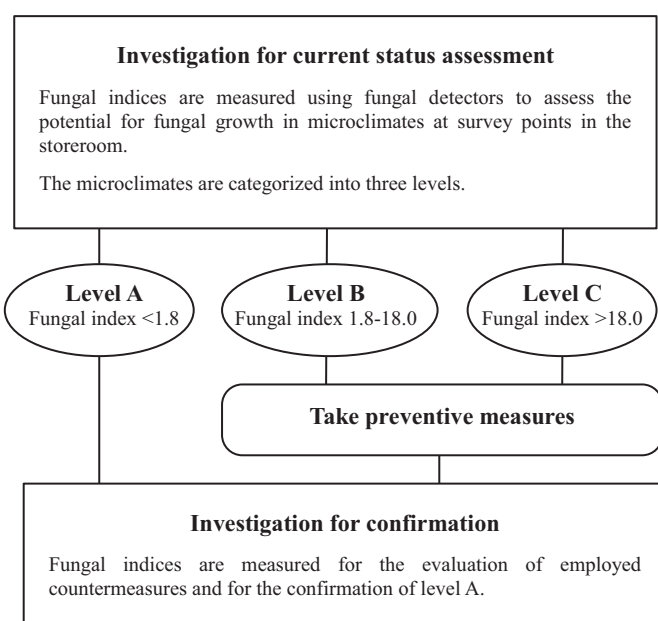 Investigation for current status assessment
Fungal indices are measured using fungal detectors to assess the
potential for fungal growth in microclimates at survey points in the
storeroom.
The microclimates are categorized into three levels.
Level A
Fungal index <1.8
Level B
Fungal index 1.8-18.0
Level C
Fungal index >18.0
Take preventive measures
Investigation for confirmation
Fungal indices are measured for the evaluation of employed
countermeasures and for the confirmation of level A.